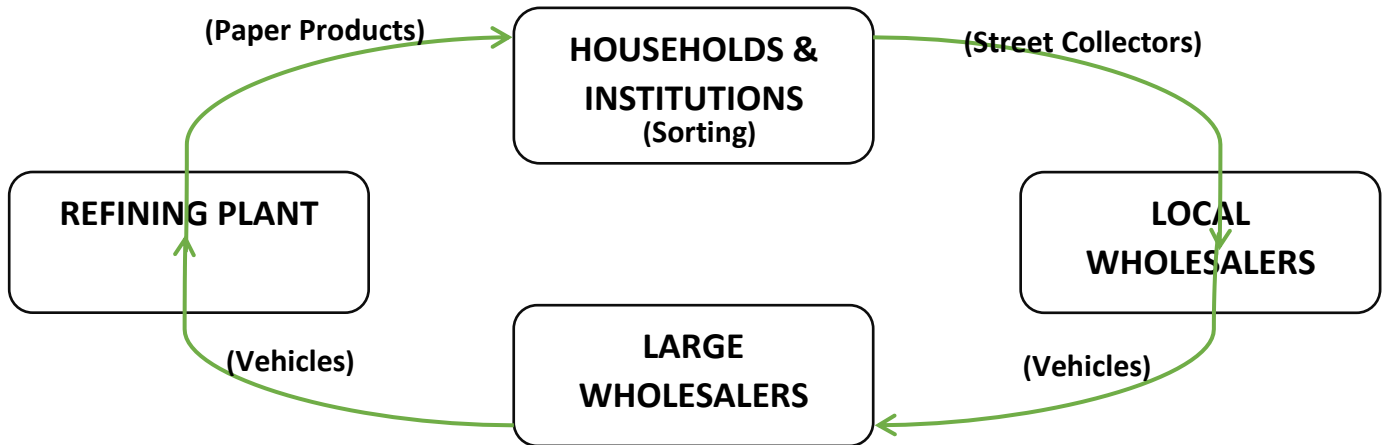 (Paper Products)
HOUSEHOLDS &
INSTITUTIONS
(Sorting)
(Street Collectors)
REFINING PLANT
LOCAL
WHOLESALERS
(Vehicles)
LARGE
WHOLESALERS
(Vehicles)